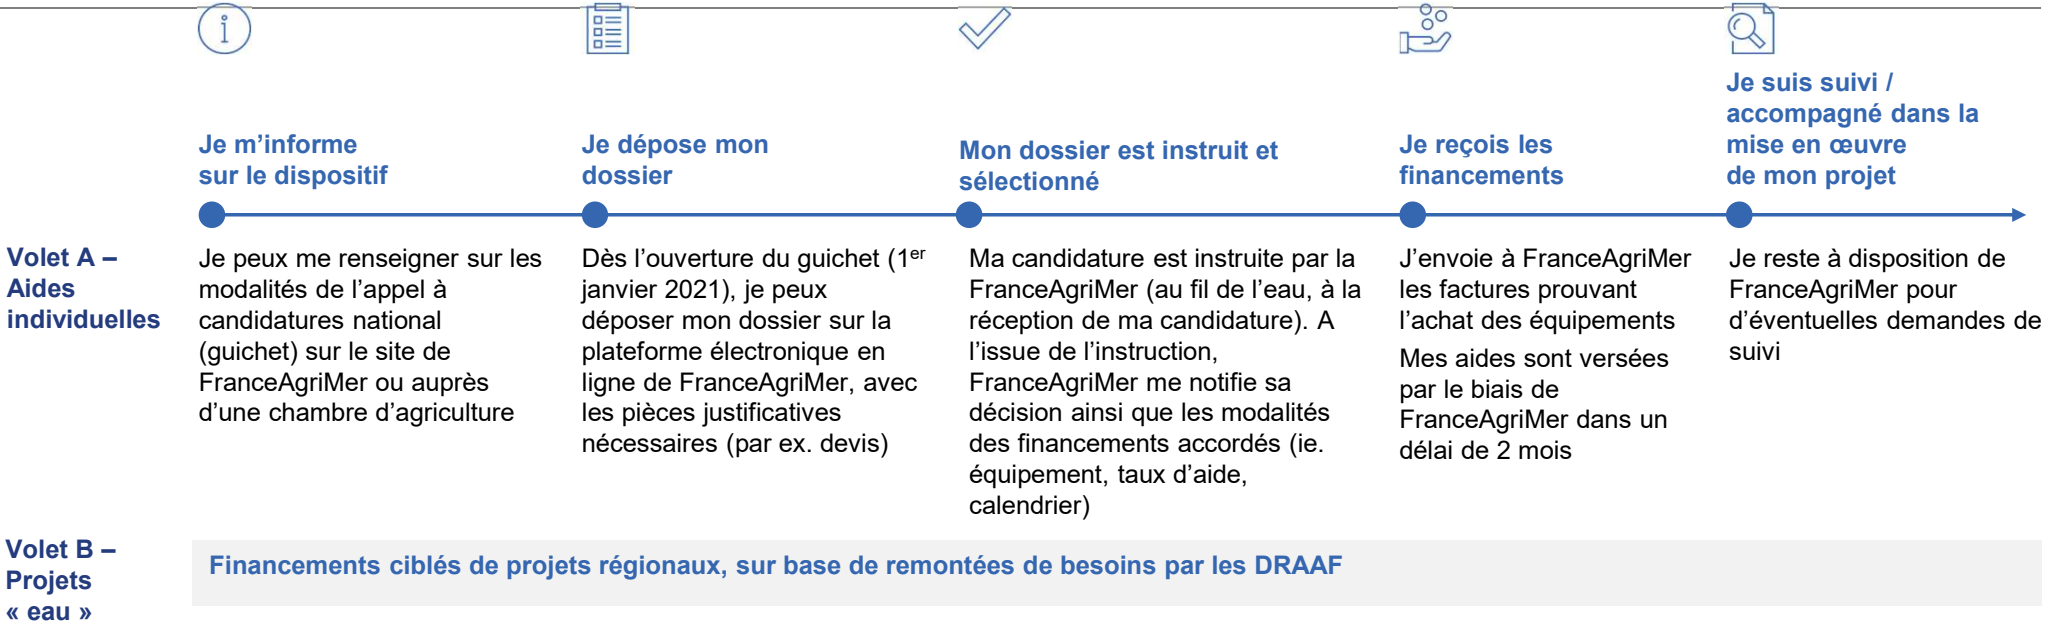 Je m’informe
sur le dispositif
Je dépose mon
dossier
Mon dossier est instruit et
sélectionné
Je reçois les
financements
Je suis suivi /
accompagné dans la
mise en œuvre
de mon projet
Volet A –
Aides
individuelles
Je peux me renseigner sur les
modalités de l’appel à
candidatures national
(guichet) sur le site de
FranceAgriMer ou auprès
d’une chambre d’agriculture
Dès l’ouverture du guichet (1er
janvier 2021), je peux
déposer mon dossier sur la
plateforme électronique en
ligne de FranceAgriMer, avec
les pièces justificatives
nécessaires (par ex. devis)
Ma candidature est instruite par la
FranceAgriMer (au fil de l’eau, à la
réception de ma candidature). A
l’issue de l’instruction,
FranceAgriMer me notifie sa
décision ainsi que les modalités
des financements accordés (ie.
équipement, taux d’aide,
calendrier)
J’envoie à FranceAgriMer
les factures prouvant
l’achat des équipements
Mes aides sont versées
par le biais de
FranceAgriMer dans un
délai de 2 mois
Je reste à disposition de
FranceAgriMer pour
d’éventuelles demandes de
suivi
Volet B –
Projets
« eau »
Financements ciblés de projets régionaux, sur base de remontées de besoins par les DRAAF